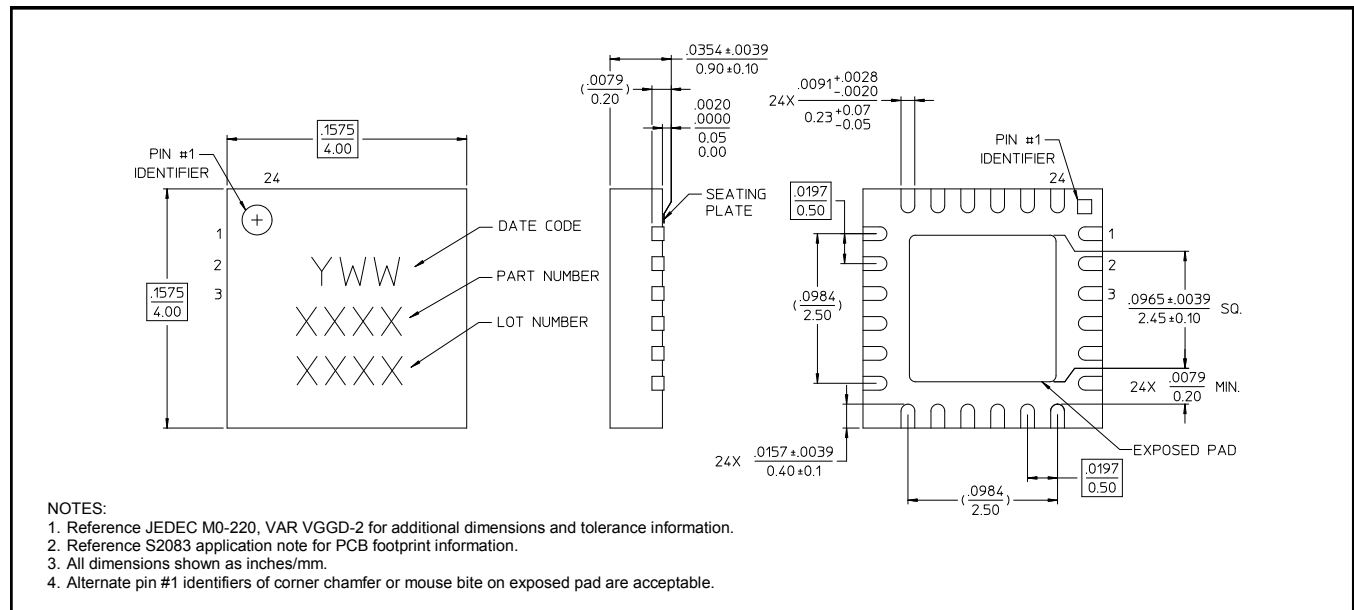 .1575
4.00
PIN #1
IDENTIFIER
24
1
2
3
.1575
4.00
YWW
XXXX
XXXX
DATE CODE
PART NUMBER
LOT NUMBER
.0354±.0039
0.90±0.10
(.0079
0.20)
.0020
.0000
0.05
0.00
SEATING
PLATE
24X .0091+.0028
-.0020
0.23+0.07
-0.05
PIN #1
IDENTIFIER
24
.0197
0.50
1
2
3
(.0984
2.50)
.0965±.0039
2.45±0.10 SQ.
24X .0079
0.20 MIN.
EXPOSED PAD
24X .0157±.0039
0.40±0.1
.0197
0.50
(.0984
2.50)
NOTES:
1. Reference JEDEC M0-220, VAR VGGD-2 for additional dimensions and tolerance information.
2. Reference S2083 application note for PCB footprint information.
3. All dimensions shown as inches/mm.
4. Alternate pin #1 identifiers of corner chamfer or mouse bite on exposed pad are acceptable.